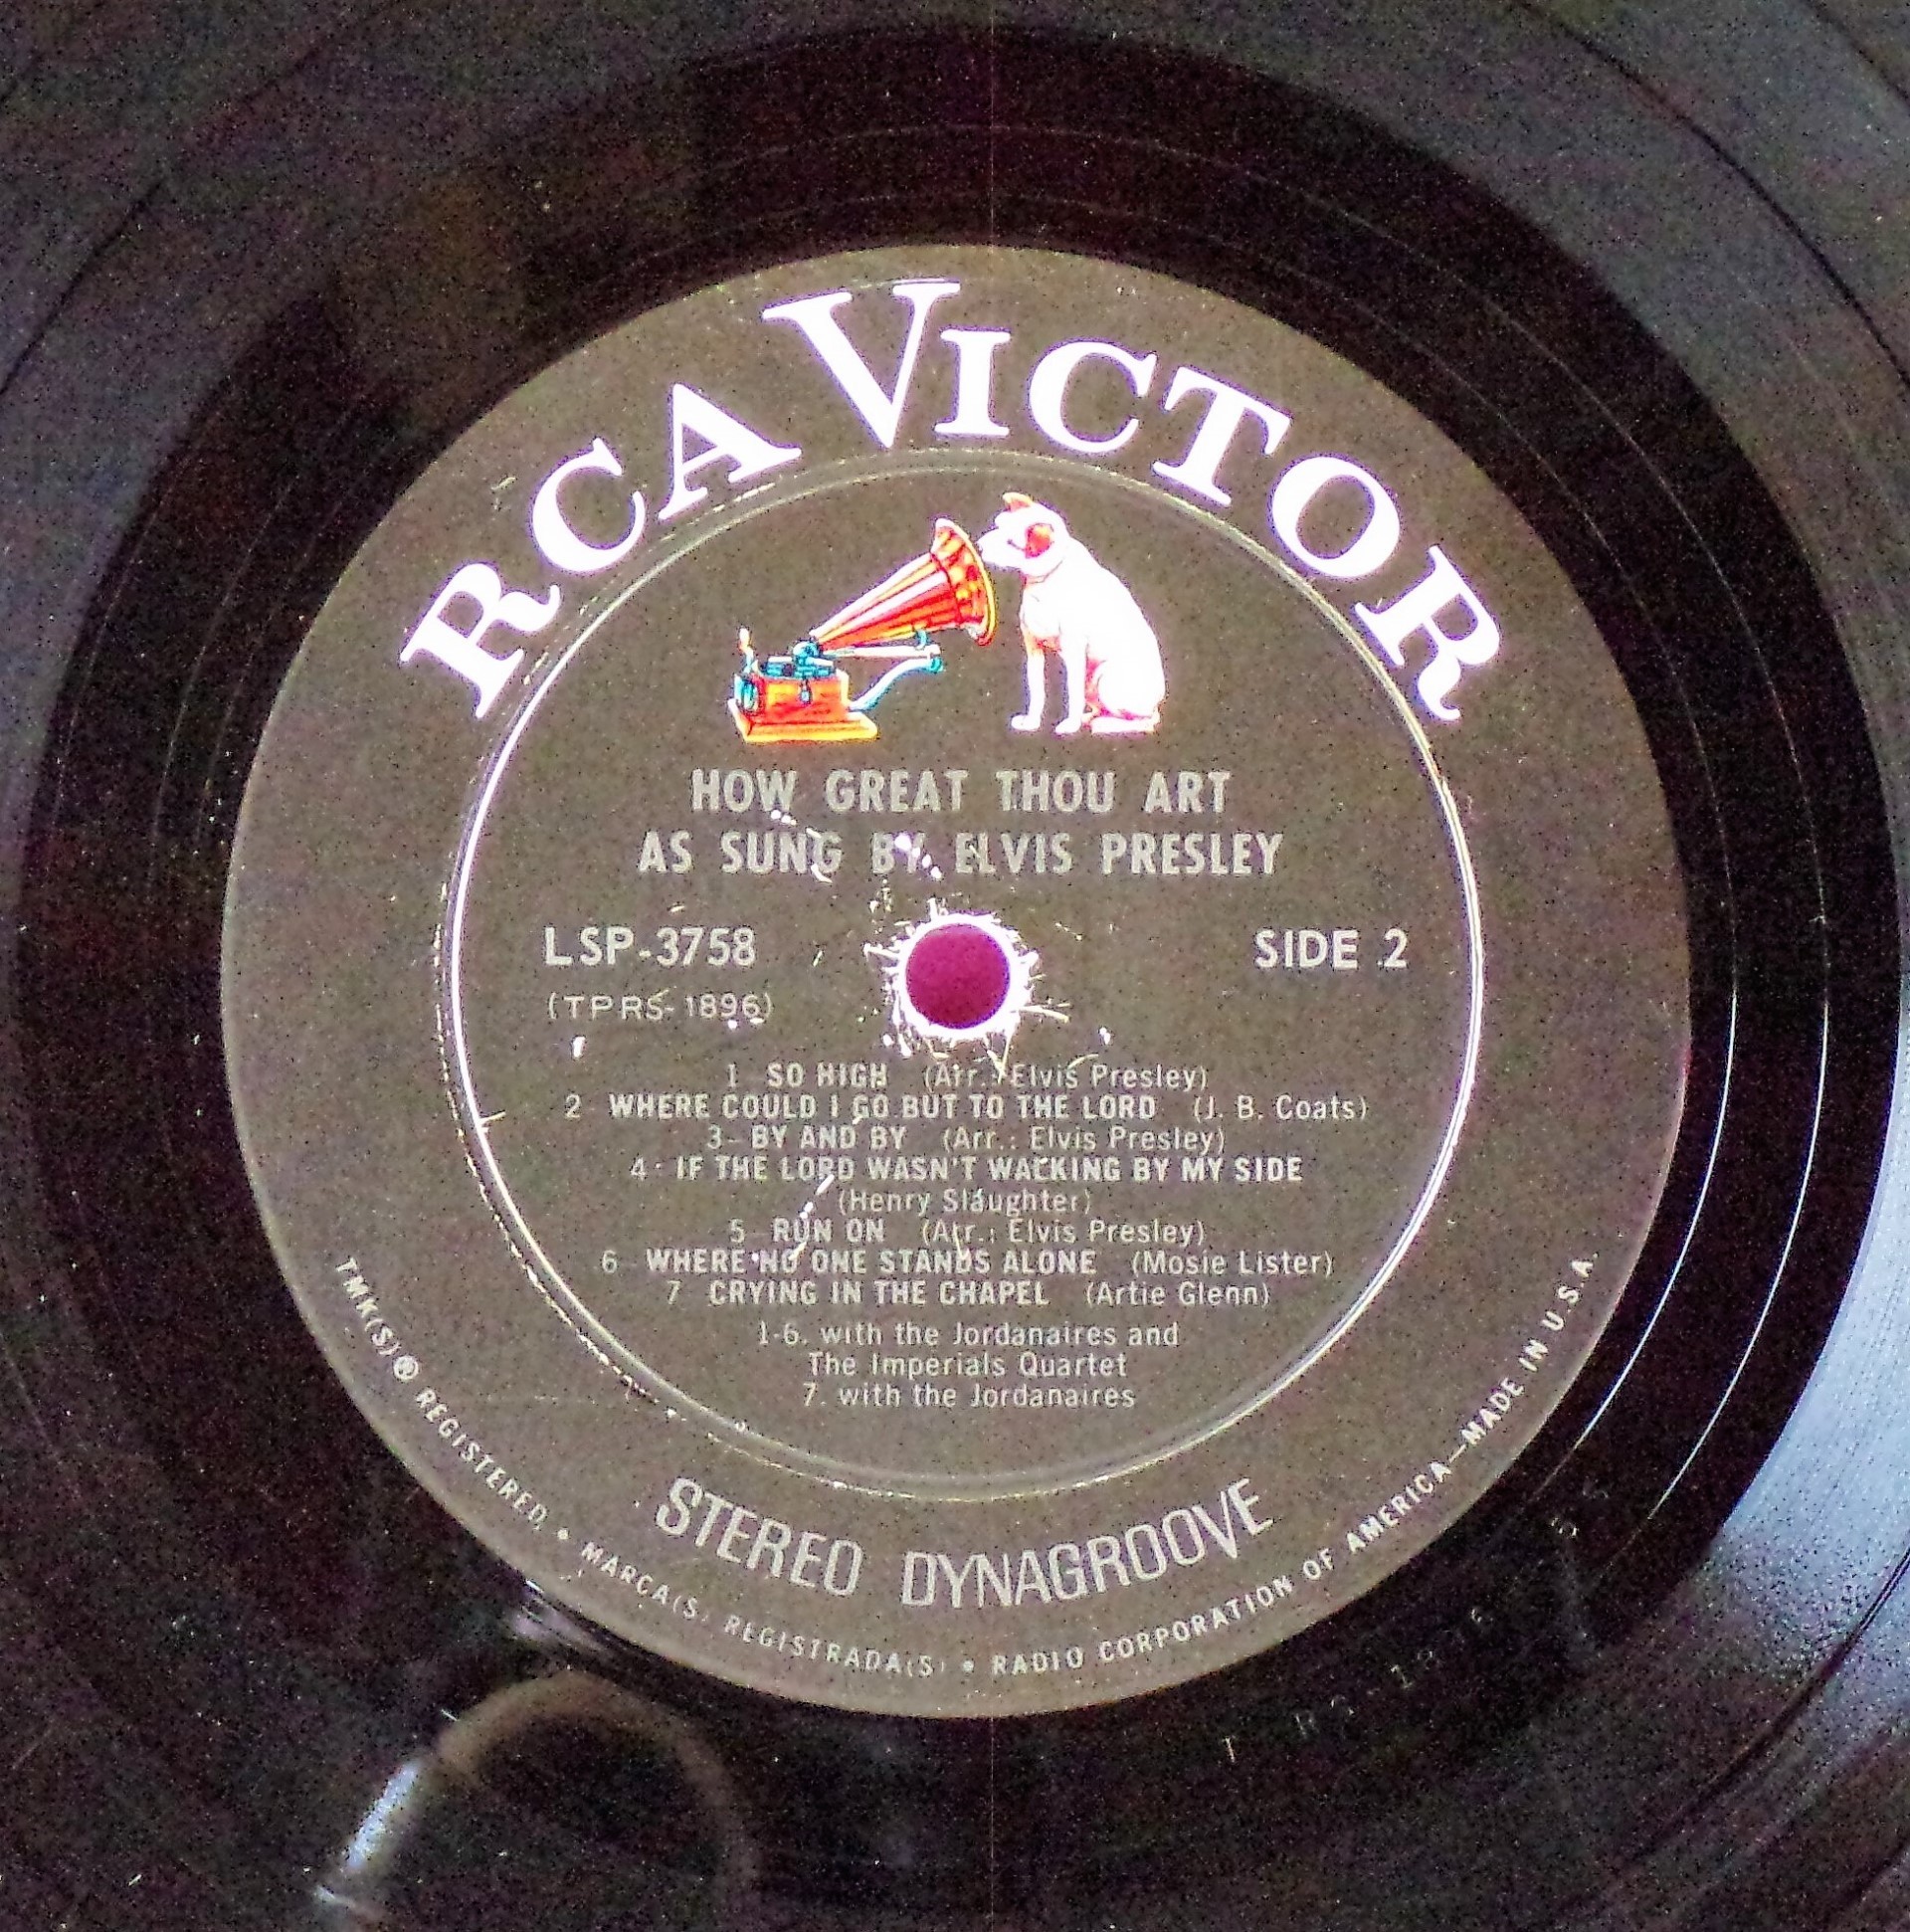 RCA VICTOR
HOW GREAT THOU ART
AS SUNG BY ELVIS PRESLEY
LSP-3758
SIDE 2
(TPRS-1896)
1 SO HIGH (Arr.: Elvis Presley)
2 WHERE COULD I GO BUT TO THE LORD (J. B. Coats)
3- BY AND BY (Arr.: Elvis Presley)
4- IF THE LORD WASN'T WALKING BY MY SIDE
(Henry Slaughter)
5 RUN ON (Arr.: Elvis Presley)
6 WHERE NO ONE STANDS ALONE (Mosie Lister)
7 CRYING IN THE CHAPEL (Artie Glenn)
1-6. with the Jordanaires and
The Imperials Quartet
7. with the Jordanaires
STEREO DYNAGROOVE
TMK(S) ® REGISTERED • MARCA(S) REGISTRADA(S) • RADIO CORPORATION OF AMERICA—MADE IN U.S.A.